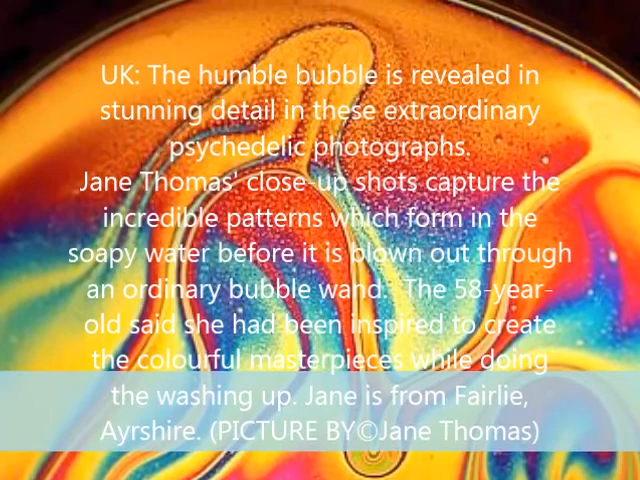 UK: The humble bubble is revealed in
stunning detail in these extraordinary
psychedelic photographs.
Jane Thomas' close-up shots capture the
incredible patterns which form in the
soapy water before it is blown out through
an ordinary bubble wand.  The 58-year-
old said she had been inspired to create
the colourful masterpieces while doing
the washing up. Jane is from Fairlie,
Ayrshire. (PICTURE BY©Jane Thomas)